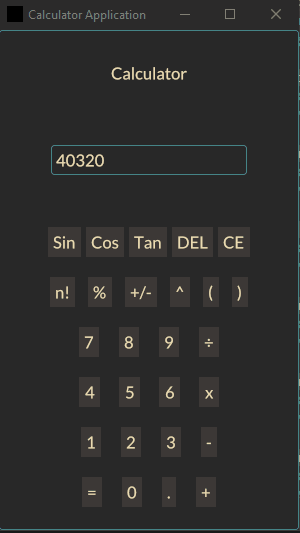 Calculator Application
Calculator
40320
Sin Cos Tan DEL CE
n! % +/- ^ ( )
7 8 9 ÷
4 5 6 x
1 2 3 -
= 0 . +